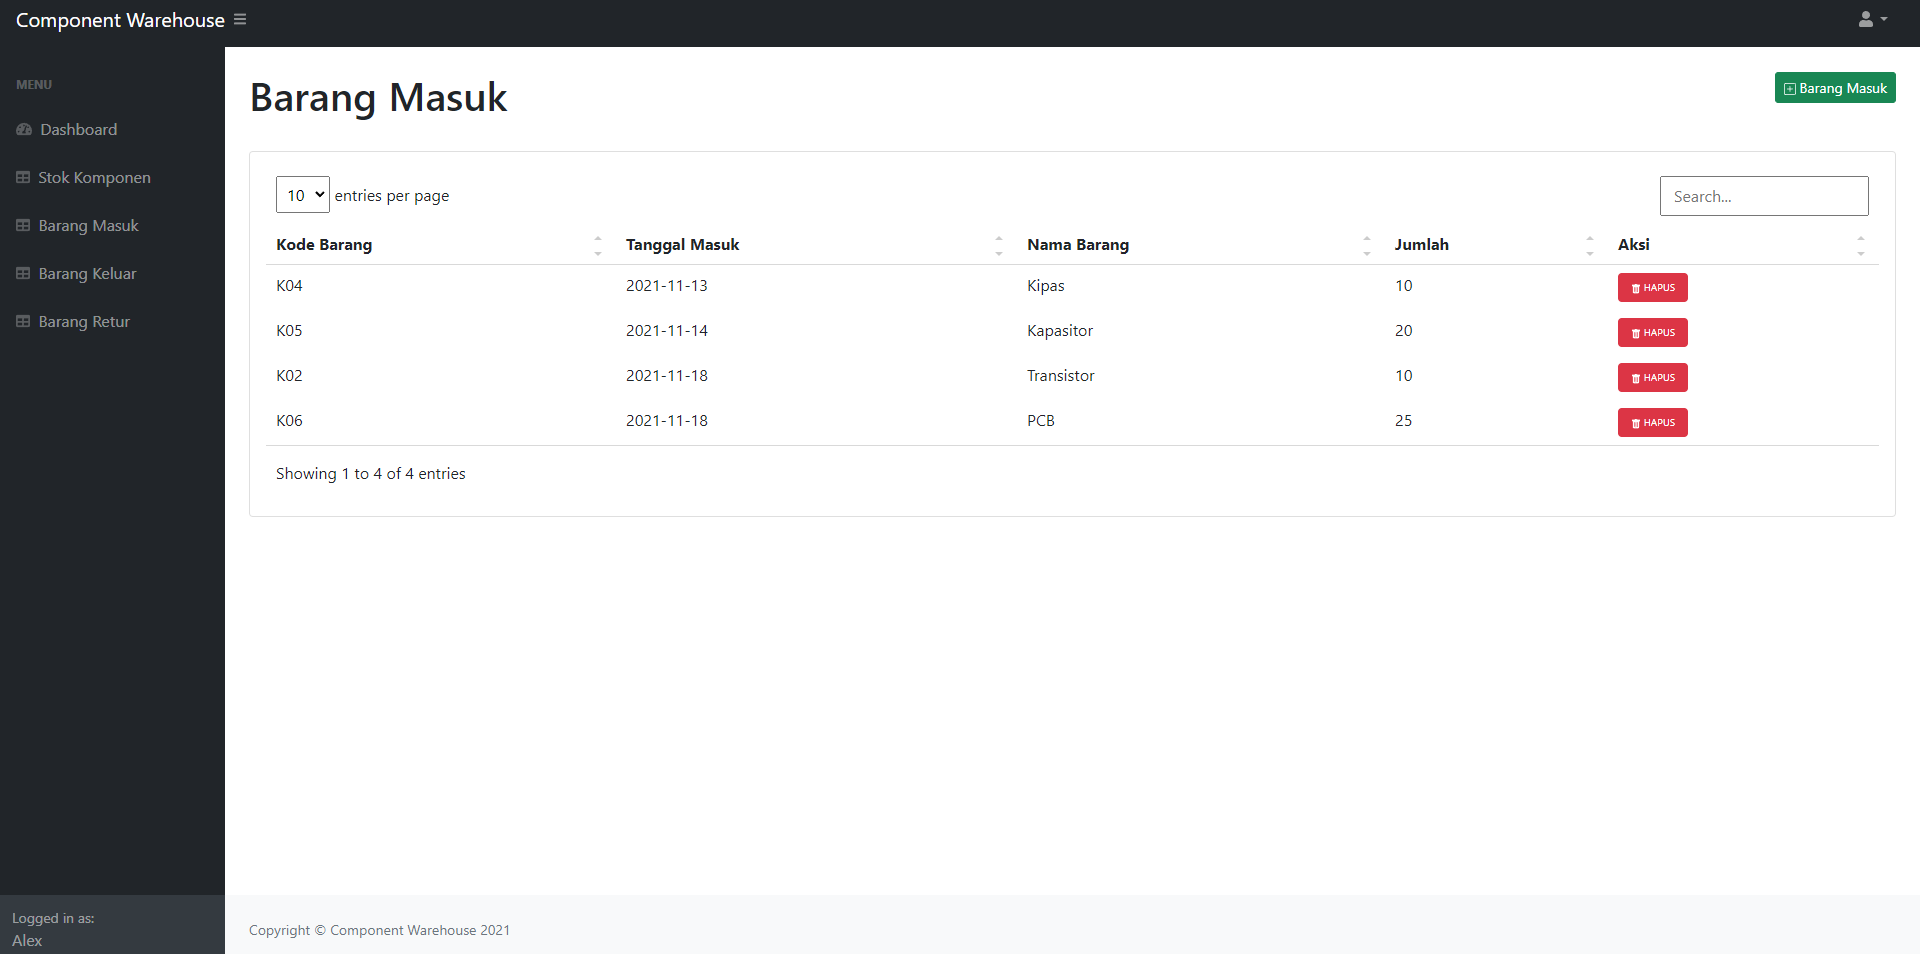 Component Warehouse
MENU
Dashboard
Stok Komponen
Barang Masuk
Barang Keluar
Barang Retur
Logged in as:
Alex
Barang Masuk
Barang Masuk
10 entries per page
Search...
Kode Barang Tanggal Masuk Nama Barang Jumlah Aksi
K04 2021-11-13 Kipas 10 HAPUS
K05 2021-11-14 Kapasitor 20 HAPUS
K02 2021-11-18 Transistor 10 HAPUS
K06 2021-11-18 PCB 25 HAPUS
Showing 1 to 4 of 4 entries
Copyright © Component Warehouse 2021